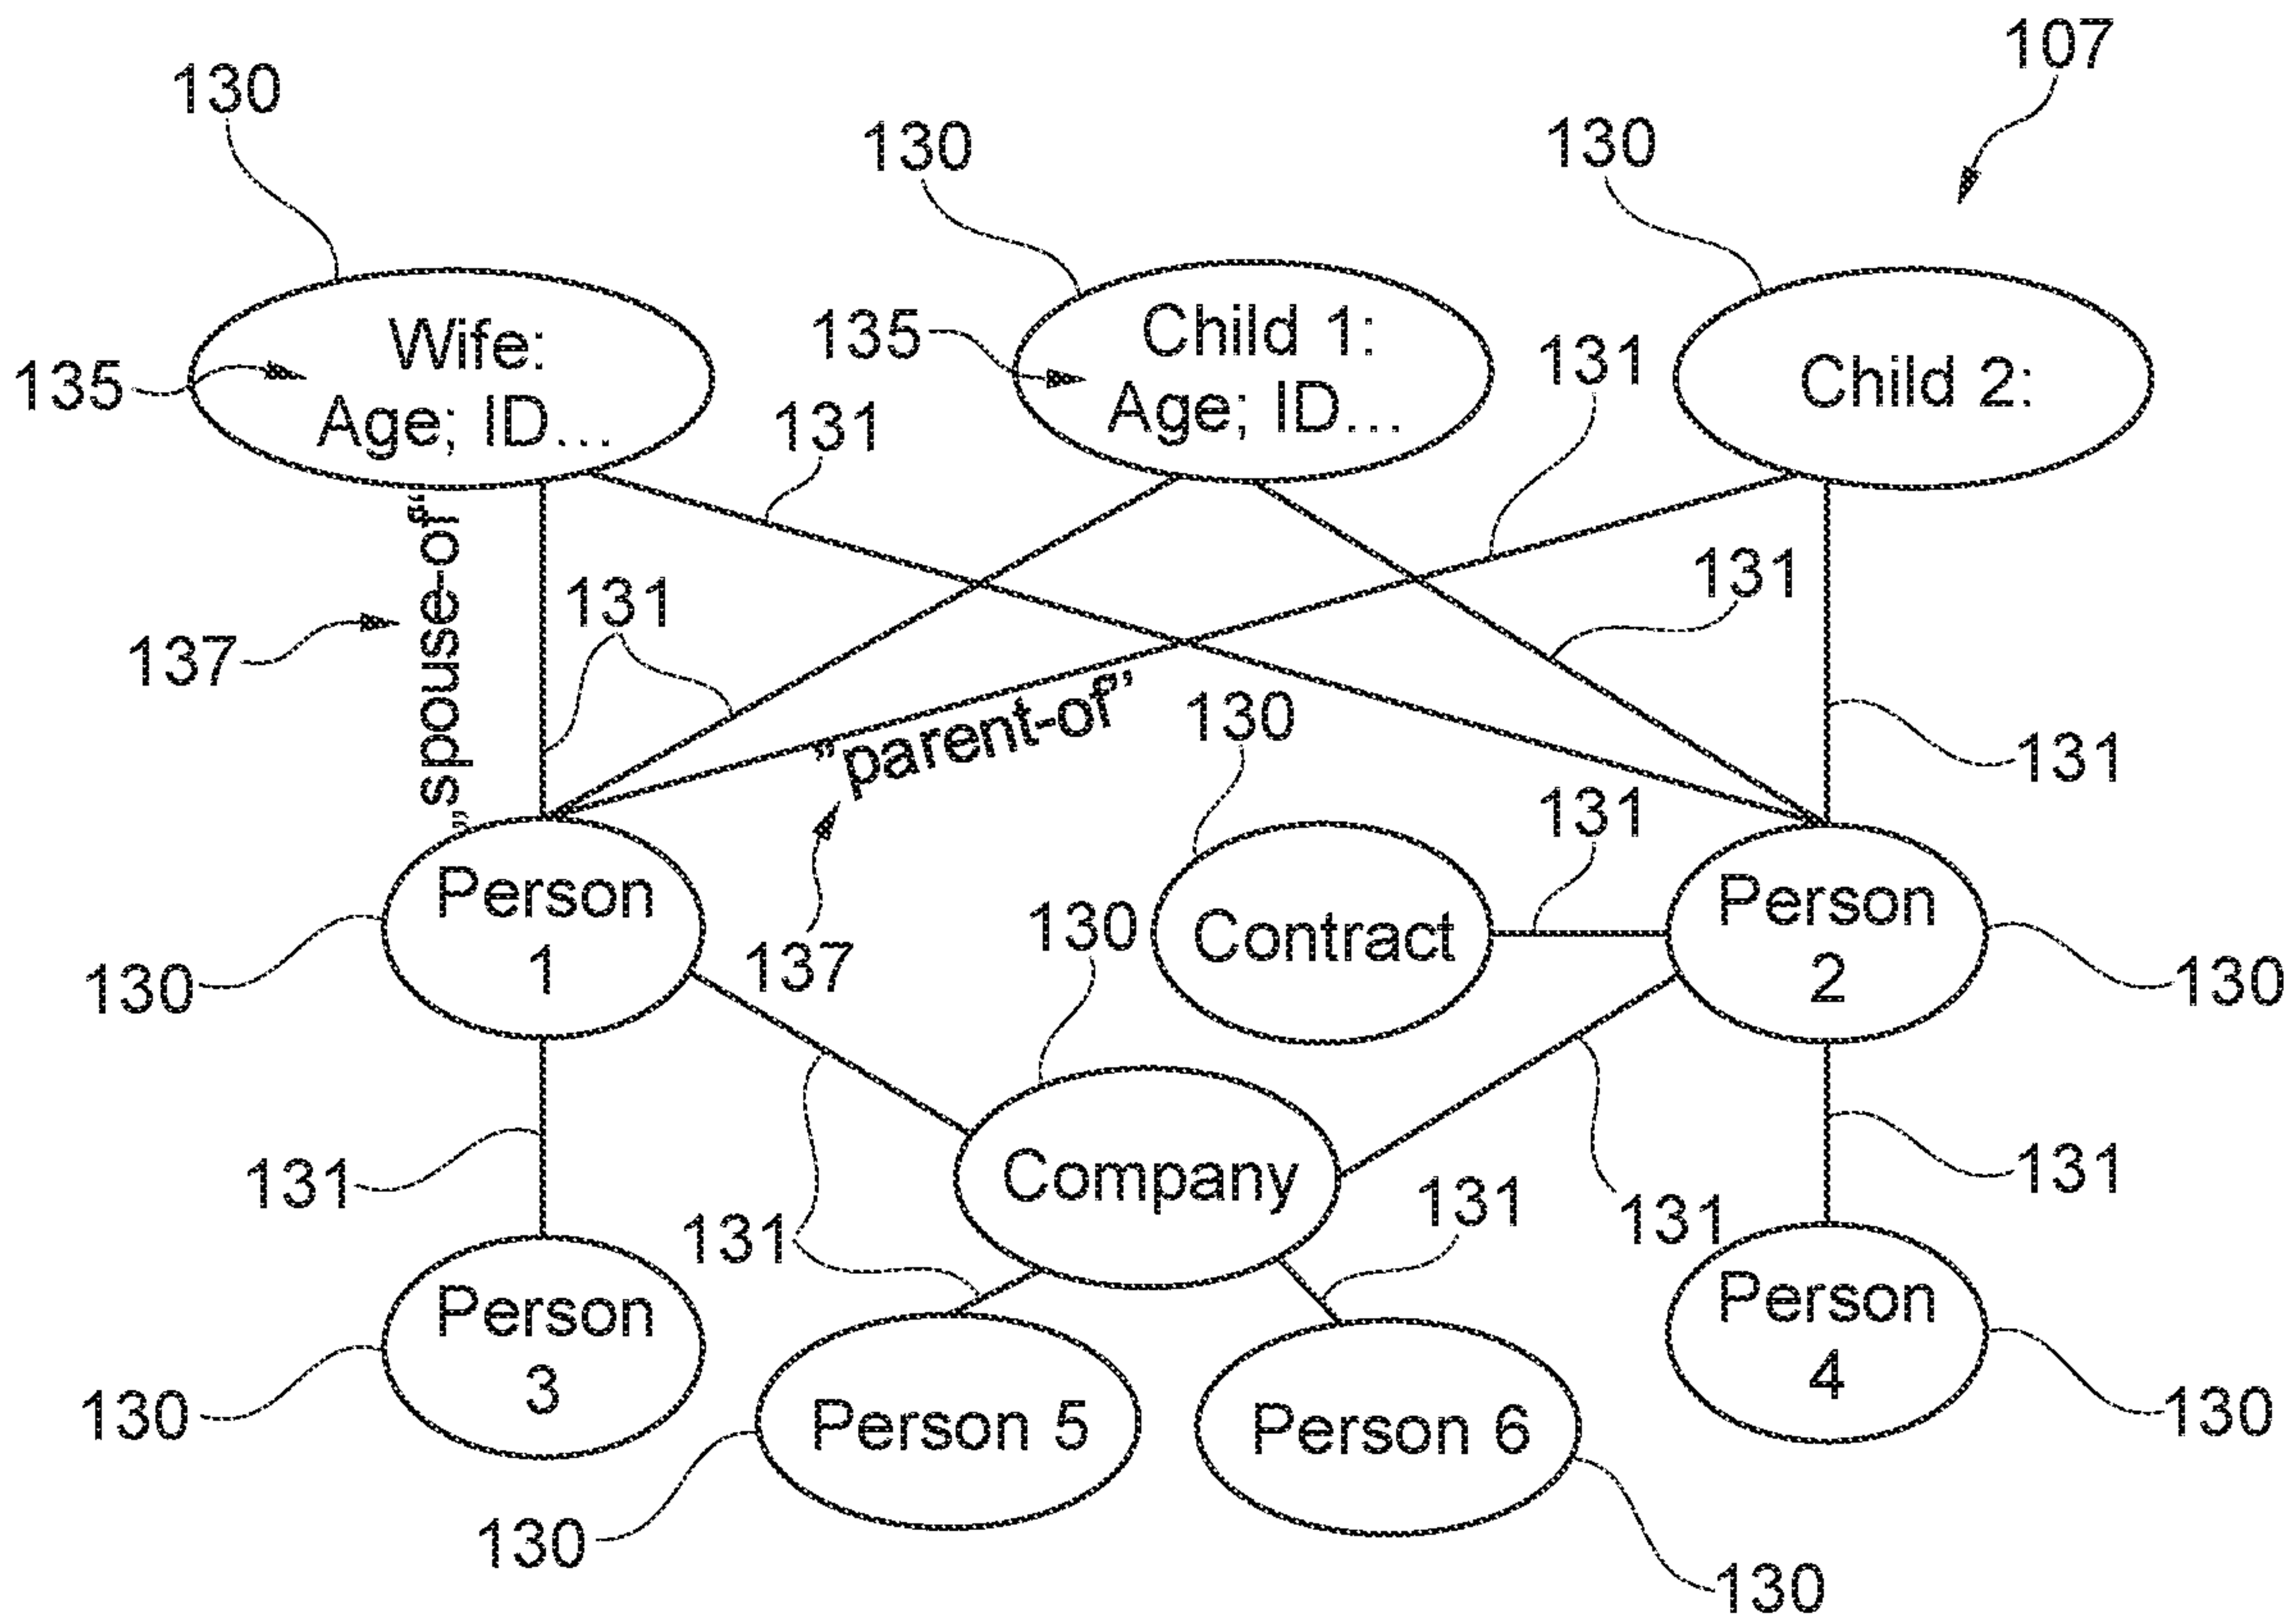 107
130
130
130
Wife:
Age; ID...
135
Child 1:
Age; ID...
135
Child 2:
131
131
131
131
131
„spouse-of“
137
”parent-of”
137
130
131
Person
1
130
Contract
Person
2
130
130
131
131
131
131
131
Company
131
Person
3
130
Person 5
130
Person 6
130
Person
4
130